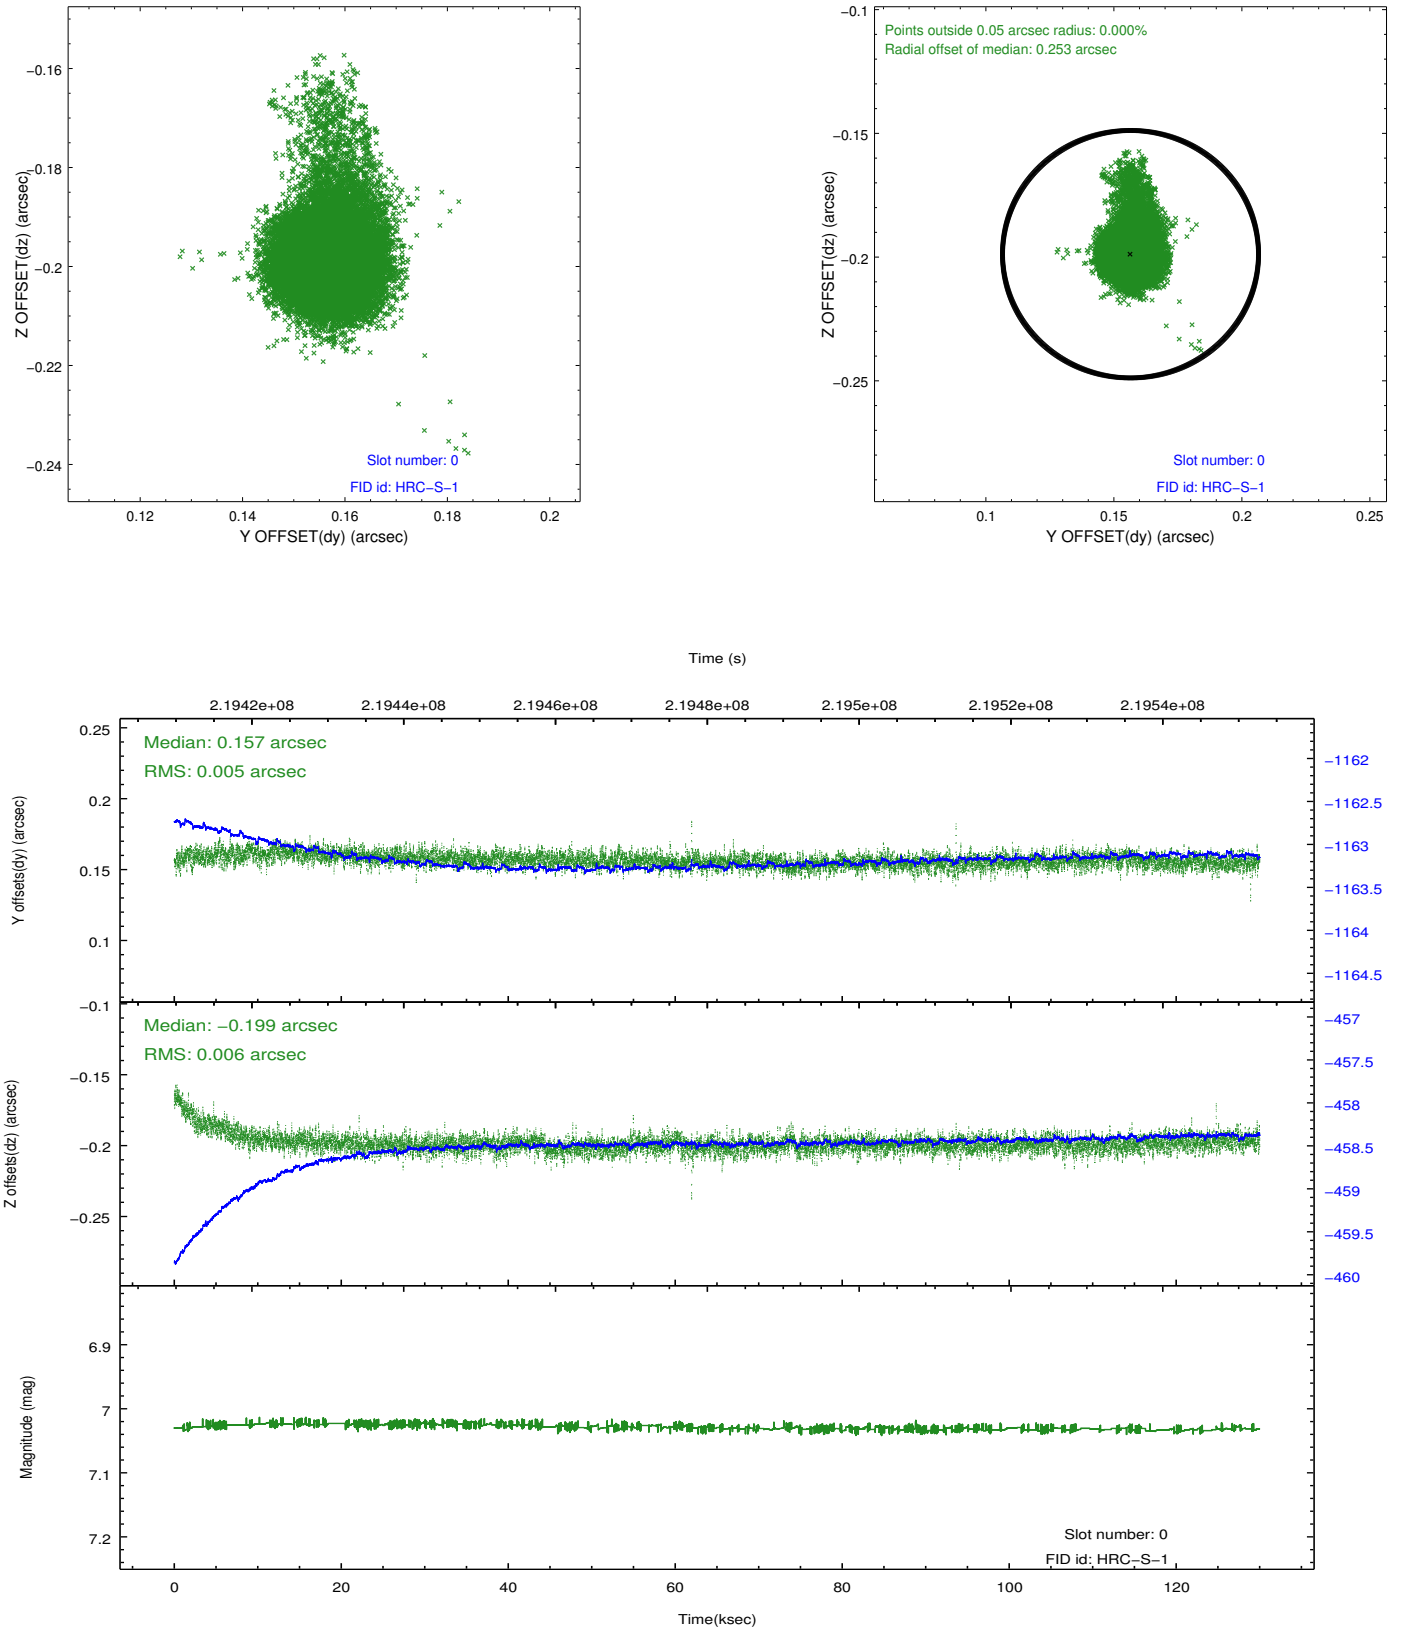 −0.16
−0.18
−0.2
−0.22
−0.24
Z OFFSET(dz) (arcsec)
Slot number: 0
FID id: HRC−S−1
0.12 0.14 0.16 0.18 0.2
Y OFFSET(dy) (arcsec)
Points outside 0.05 arcsec radius: 0.000%
Radial offset of median: 0.253 arcsec
−0.1
−0.15
−0.2
−0.25
Z OFFSET(dz) (arcsec)
Slot number: 0
FID id: HRC−S−1
0.1 0.15 0.2 0.25
Y OFFSET(dy) (arcsec)
Time (s)
2.1942e+08 2.1944e+08 2.1946e+08 2.1948e+08 2.195e+08 2.1952e+08 2.1954e+08
Median: 0.157 arcsec
RMS: 0.005 arcsec
0.25
0.2
0.15
0.1
Y offsets(dy) (arcsec)
−1162
−1162.5
−1163
−1163.5
−1164
−1164.5
Median: −0.199 arcsec
RMS: 0.006 arcsec
−0.1
−0.15
−0.2
−0.25
Z offsets(dz) (arcsec)
−457
−457.5
−458
−458.5
−459
−459.5
−460
6.9
7
7.1
7.2
Magnitude (mag)
Slot number: 0
FID id: HRC−S−1
0 20 40 60 80 100 120
Time(ksec)